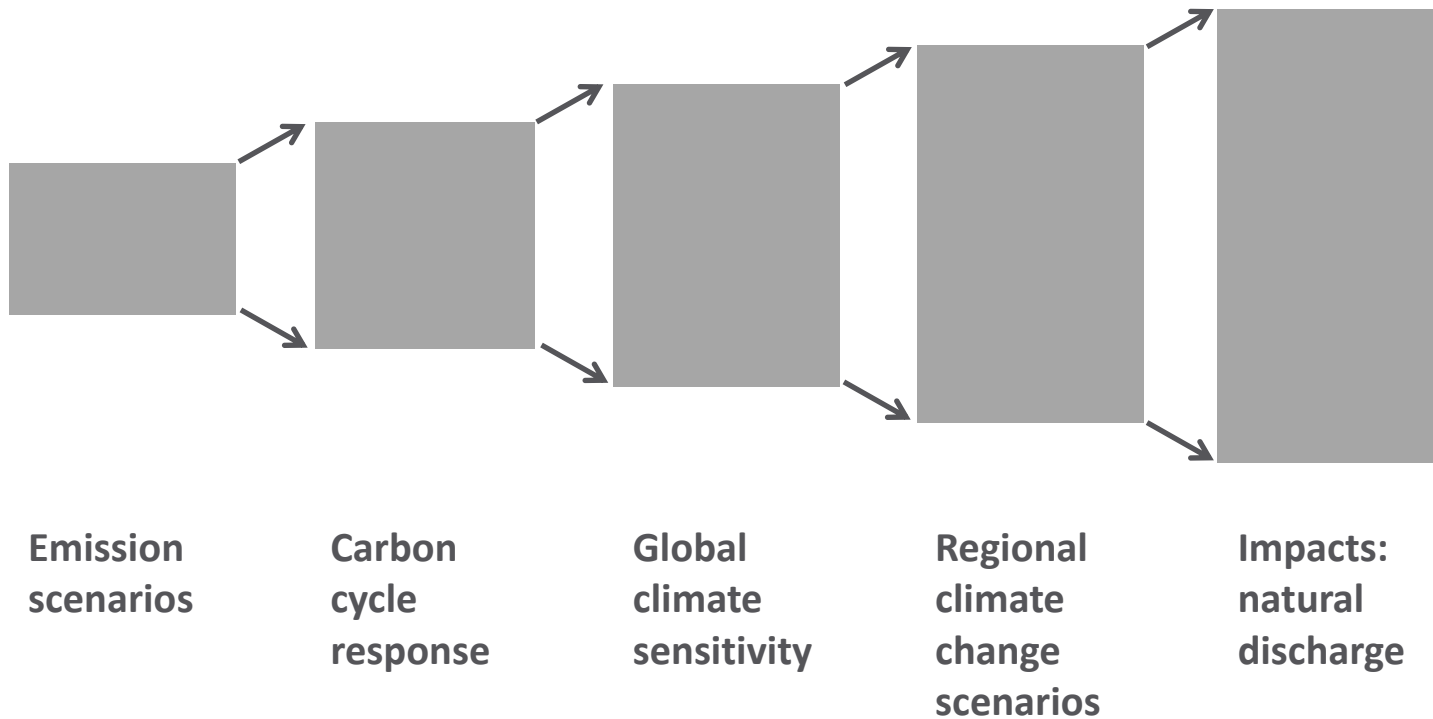 Emission
scenarios
Carbon
cycle
response
Global
climate
sensitivity
Regional
climate
change
scenarios
Impacts:
natural
discharge